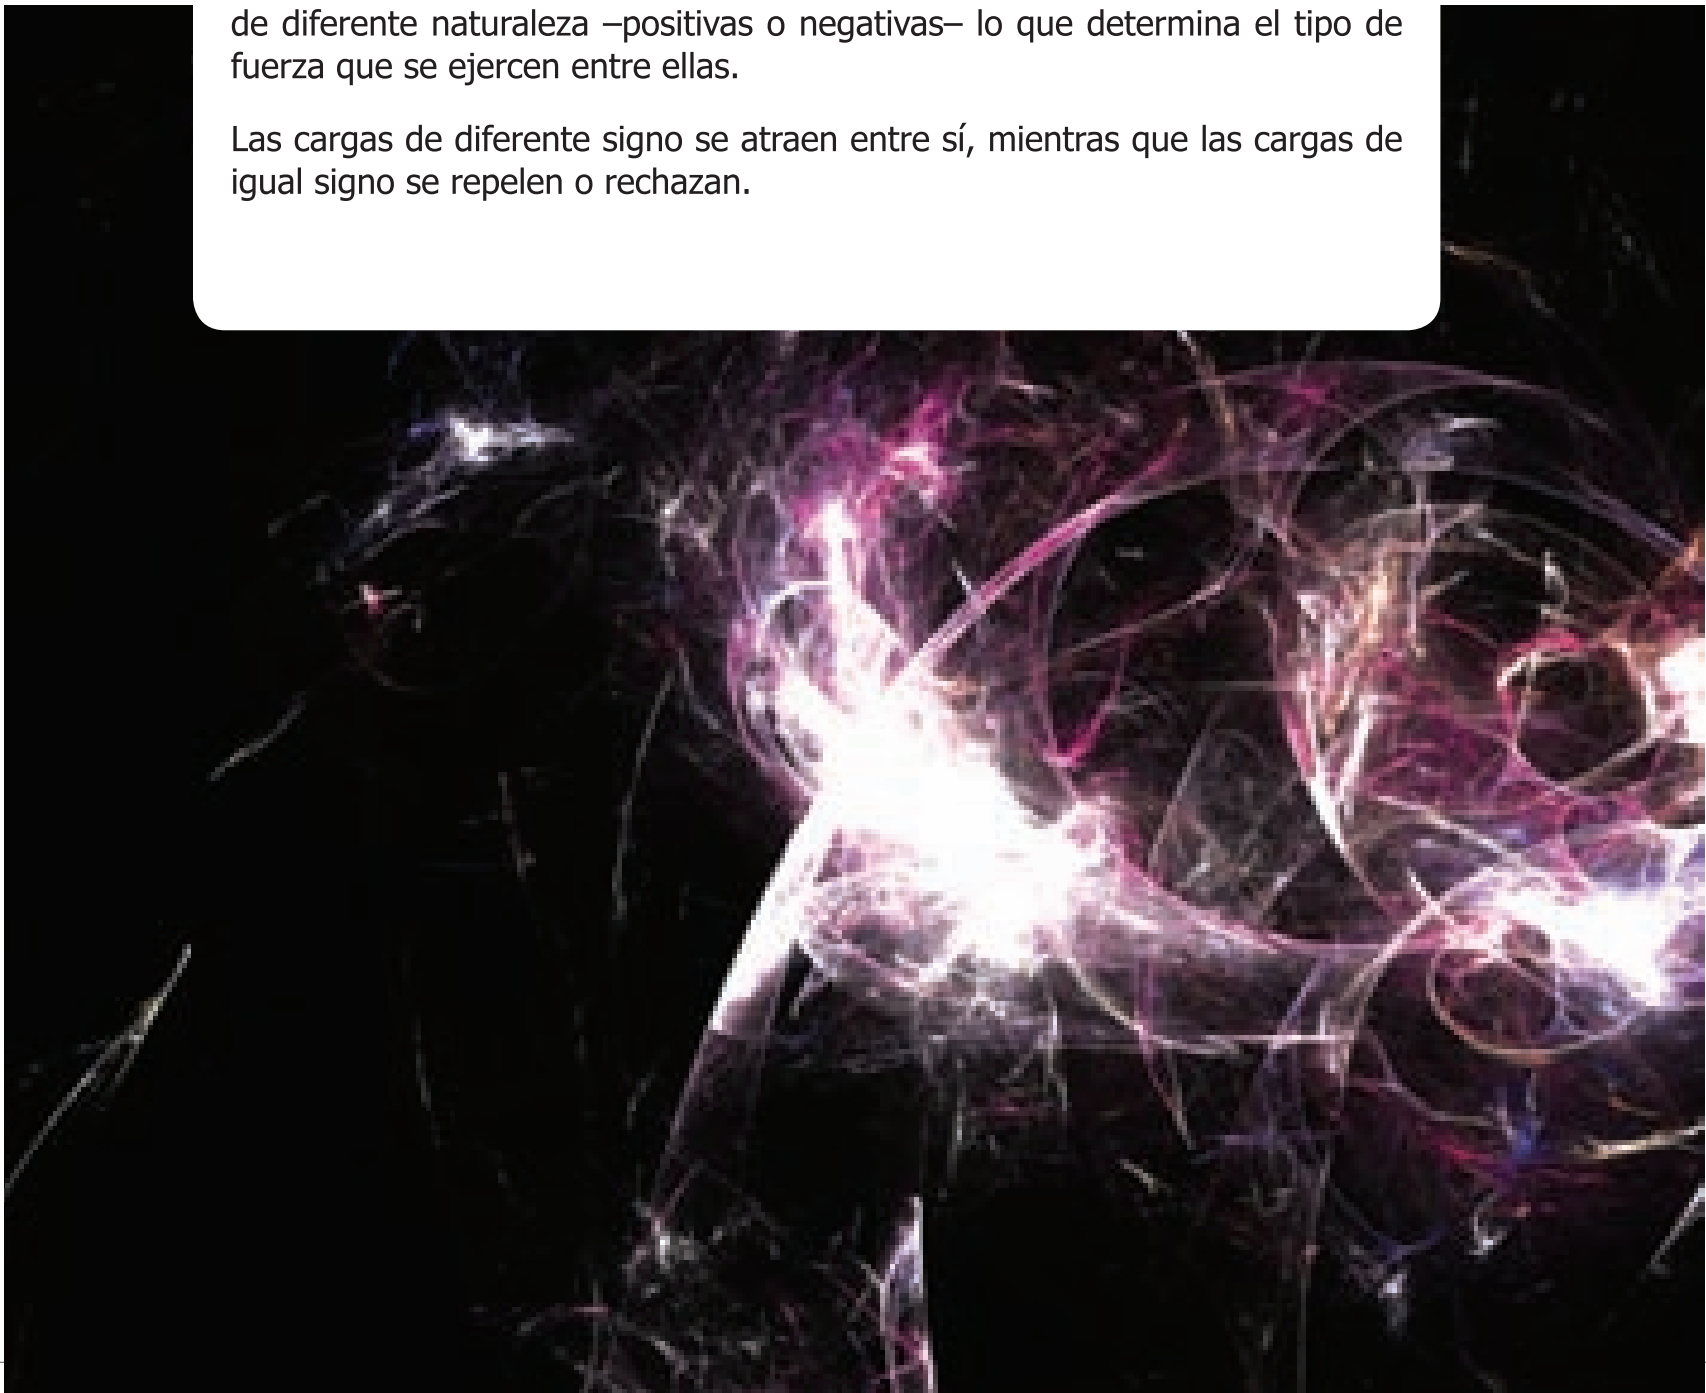 de diferente naturaleza –positivas o negativas– lo que determina el tipo de
fuerza que se ejercen entre ellas.
Las cargas de diferente signo se atraen entre sí, mientras que las cargas de
igual signo se repelen o rechazan.